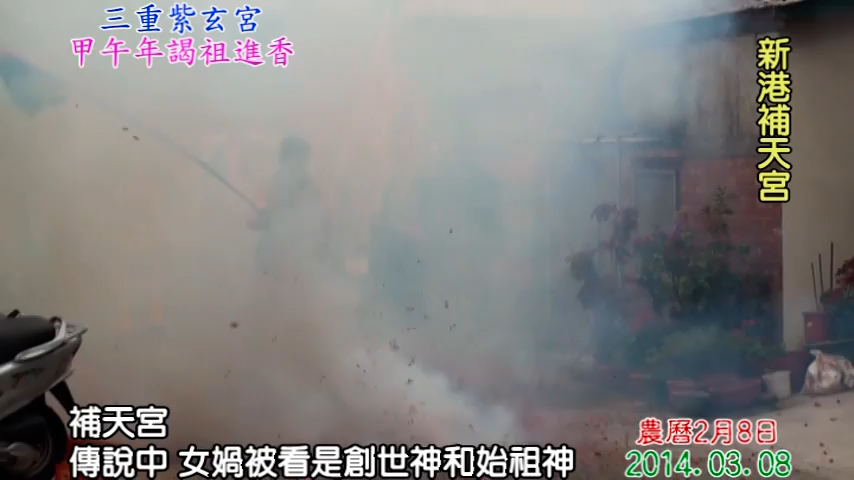 三重紫玄宮
甲午年謁祖進香
新港補天宮
補天宮
傳說中 女媧被看是創世神和始祖神
農曆2月8日
2014.03.08